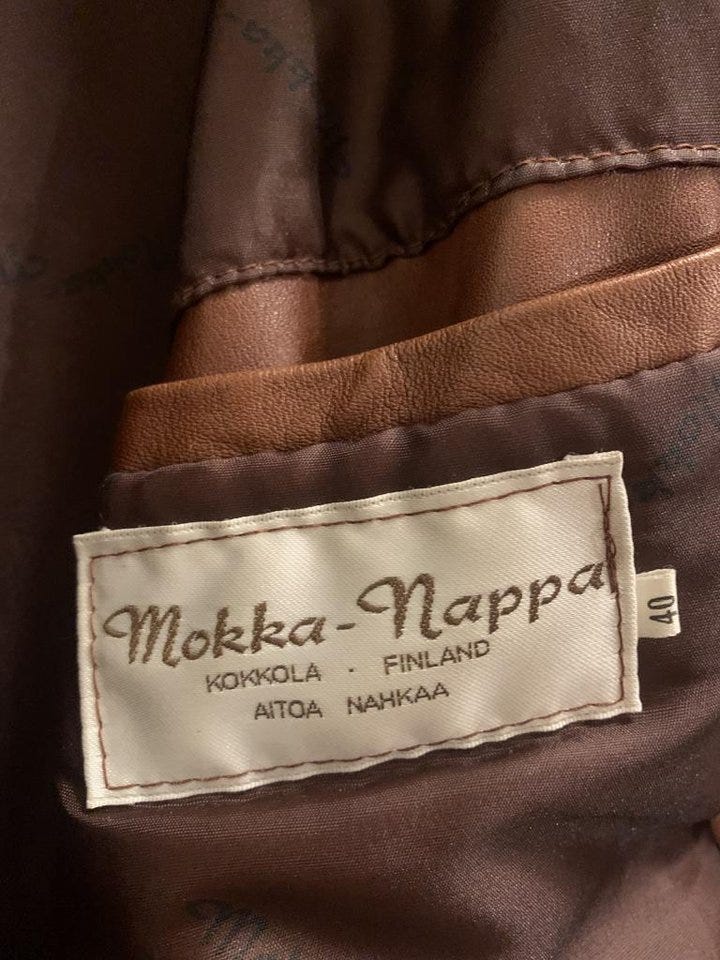 Mokka-Nappa
KOKKOLA · FINLAND
AITOA NAHKAA
40